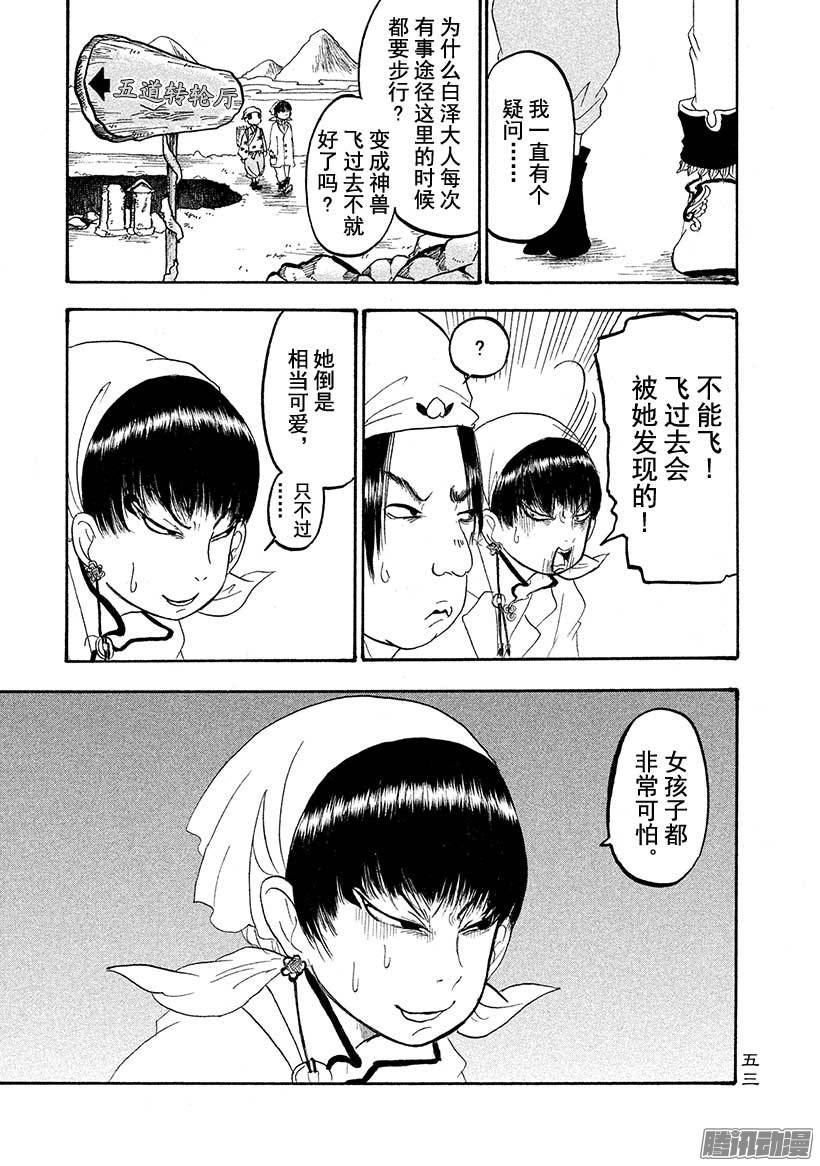 我一直有个
疑问……
为什么白泽大人每次
有事途径这里的时候
都要步行？
变成神兽
飞过去不就
好了吗？
五道转轮厅
不能飞！
飞过去会
被她发现的！
？
她倒是
相当可爱，
只不过
……
女孩子都
非常可怕。
五三
腾讯动漫